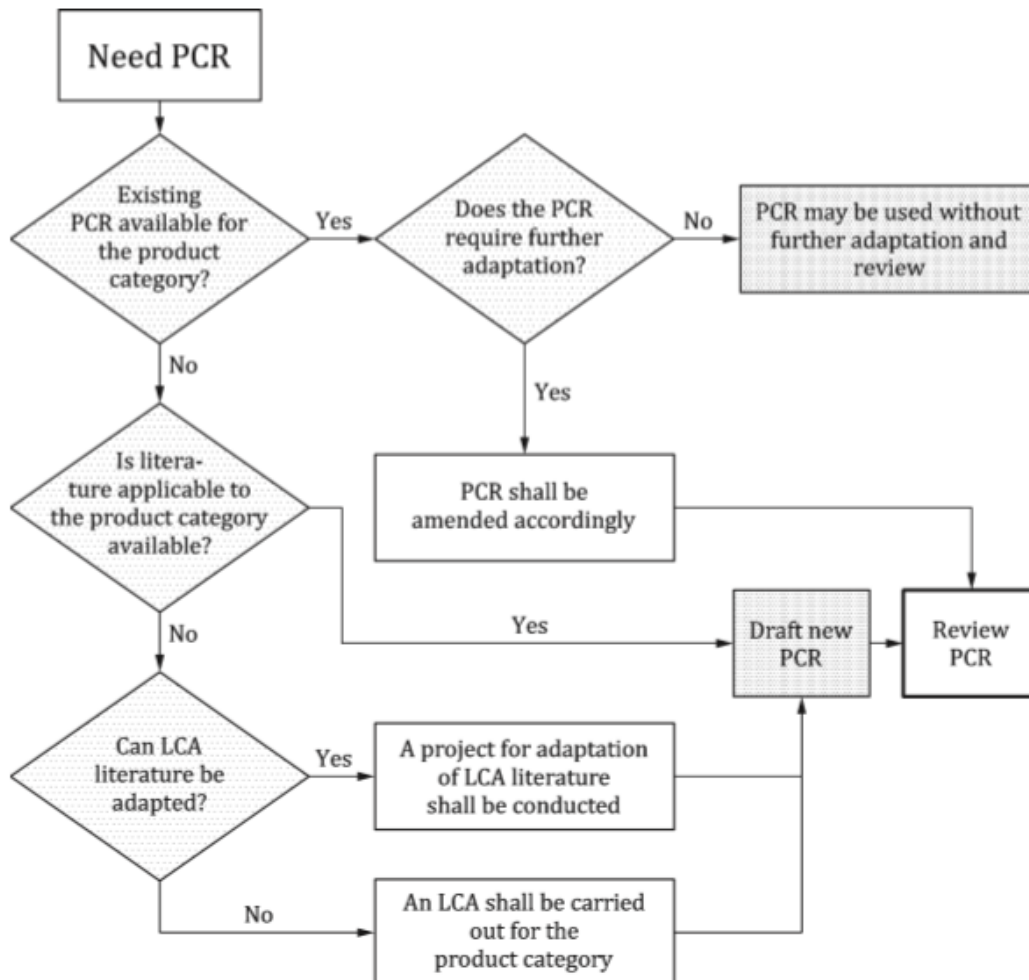 Need PCR
Existing
PCR available for
the product
category?
Yes
Does the PCR
require further
adaptation?
No
PCR may be used without
further adaptation and
review
No
Yes
Is litera-
ture applicable to
the product category
available?
PCR shall be
amended accordingly
Yes
Draft new
PCR
Review
PCR
No
Can LCA
literature be
adapted?
Yes
A project for adaptation
of LCA literature
shall be conducted
No
An LCA shall be carried
out for the
product category